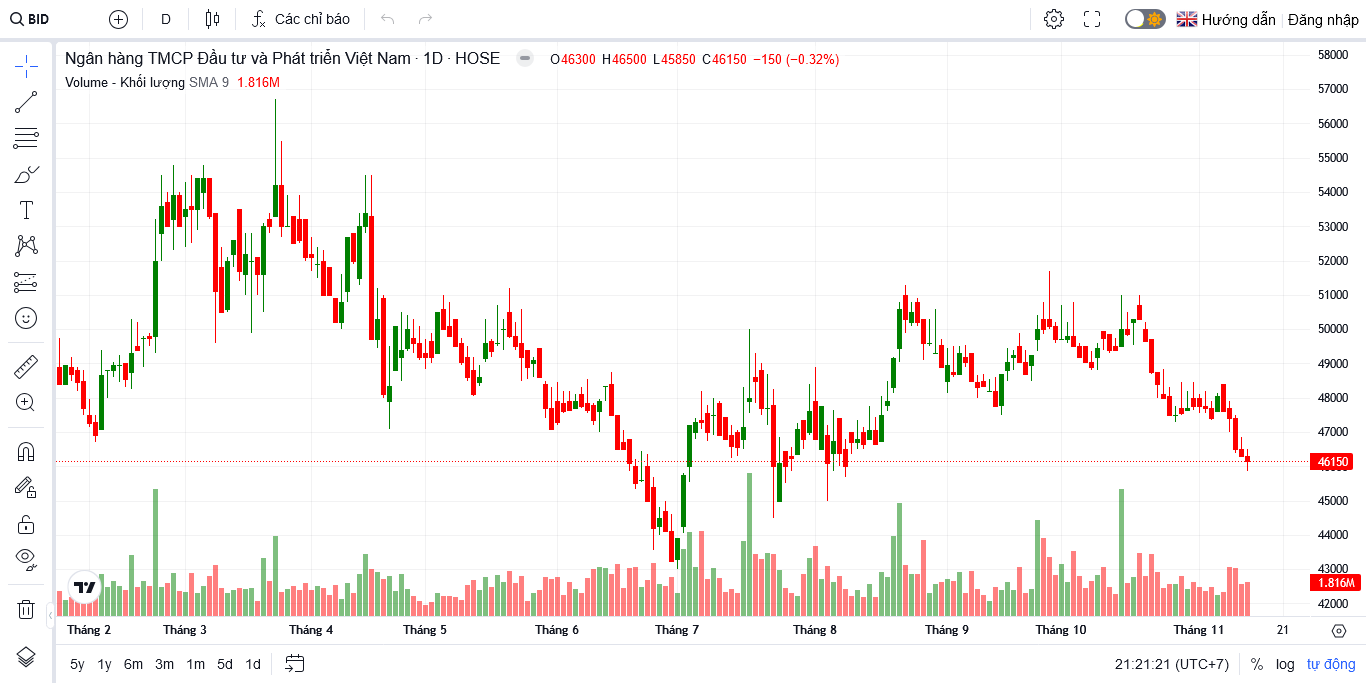 BID D Các chỉ báo Hướng dẫn Đăng nhập
Ngân hàng TMCP Đầu tư và Phát triển Việt Nam · 1D · HOSE O46300 H46500 L45850 C46150 −150 (−0.32%)
Volume - Khối lượng SMA 9 1.816M
58000
57000
56000
55000
54000
53000
52000
51000
50000
49000
48000
47000
46150
45000
44000
43000
1.816M
42000
Tháng 2 Tháng 3 Tháng 4 Tháng 5 Tháng 6 Tháng 7 Tháng 8 Tháng 9 Tháng 10 Tháng 11 21
5y 1y 6m 3m 1m 5d 1d 21:21:21 (UTC+7) % log tự động